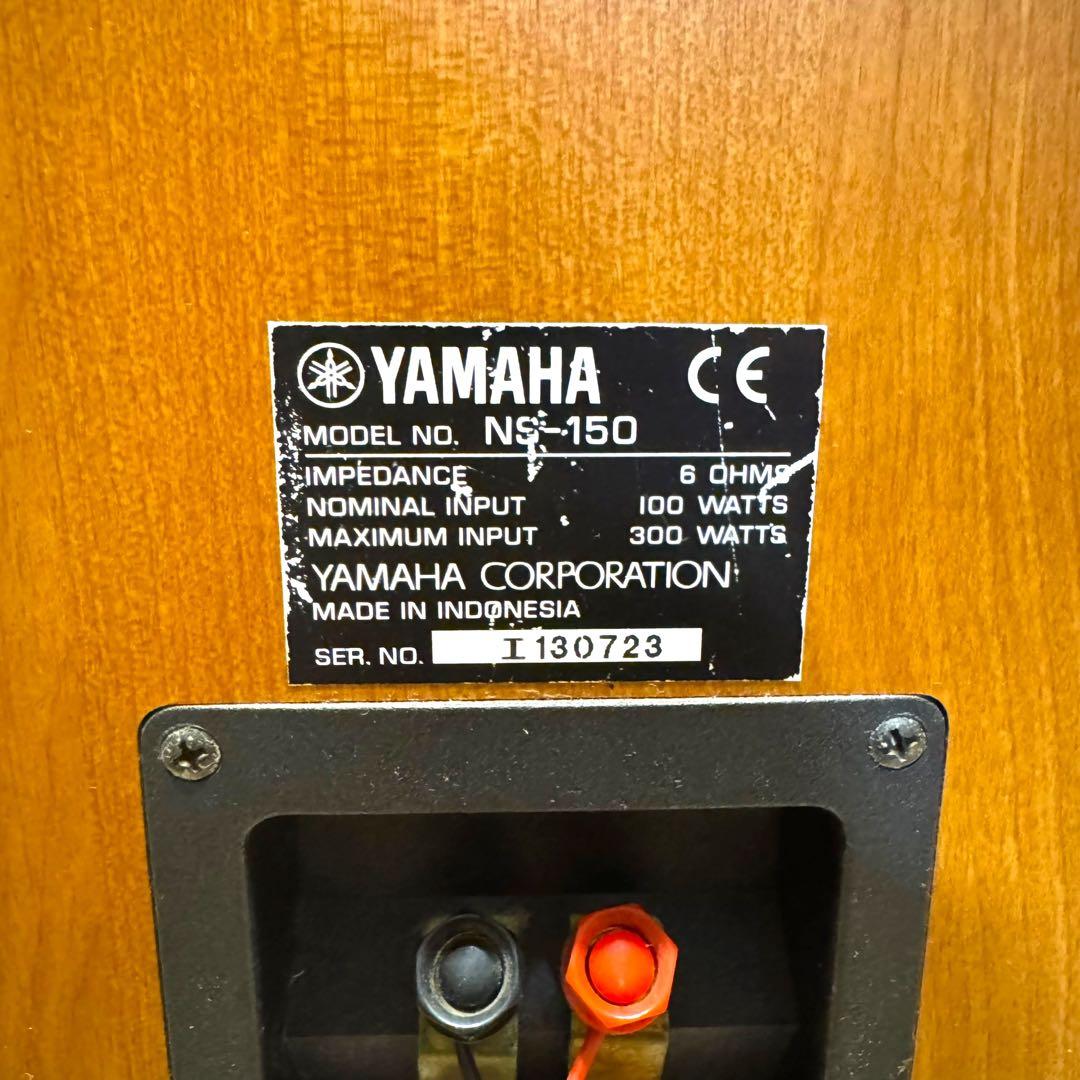 YAMAHA CE
MODEL NO. NS-150
IMPEDANCE 6 OHMS
NOMINAL INPUT 100 WATTS
MAXIMUM INPUT 300 WATTS
YAMAHA CORPORATION
MADE IN INDONESIA
SER. NO. I130723